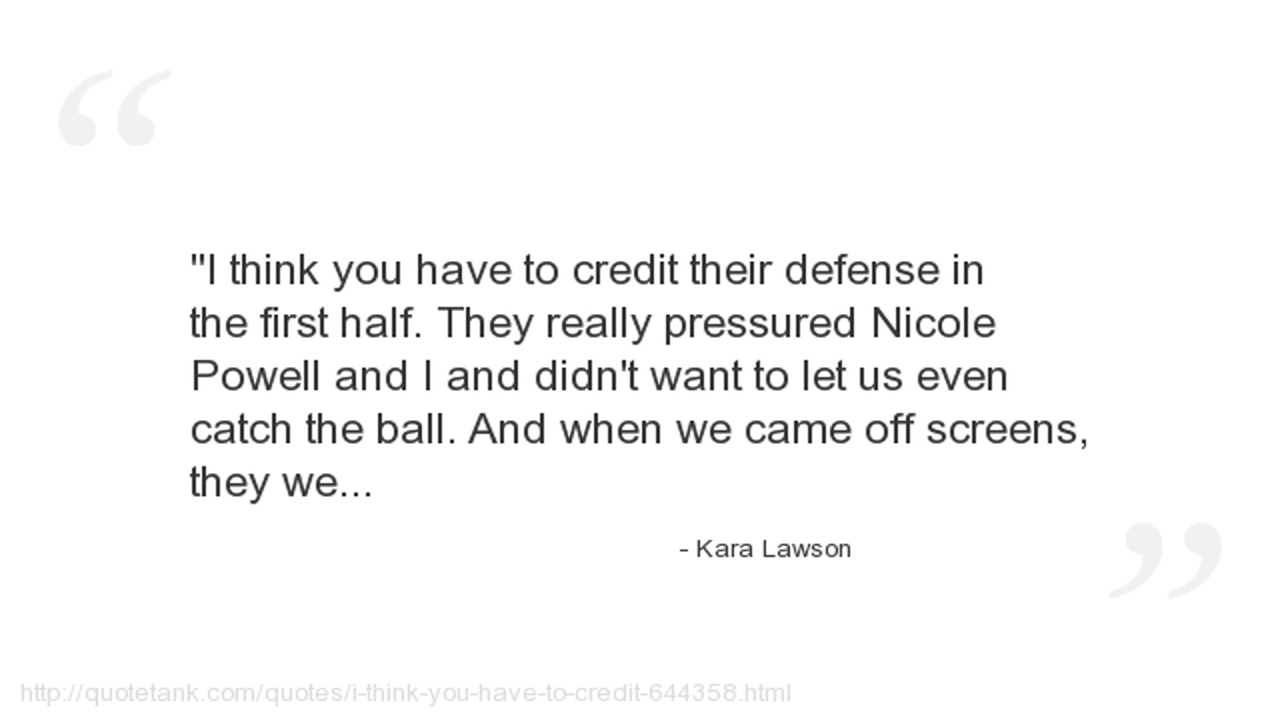 "I think you have to credit their defense in
the first half. They really pressured Nicole
Powell and I and didn't want to let us even
catch the ball. And when we came off screens,
they we...
- Kara Lawson
http://quotetank.com/quotes/i-think-you-have-to-credit-644358.html